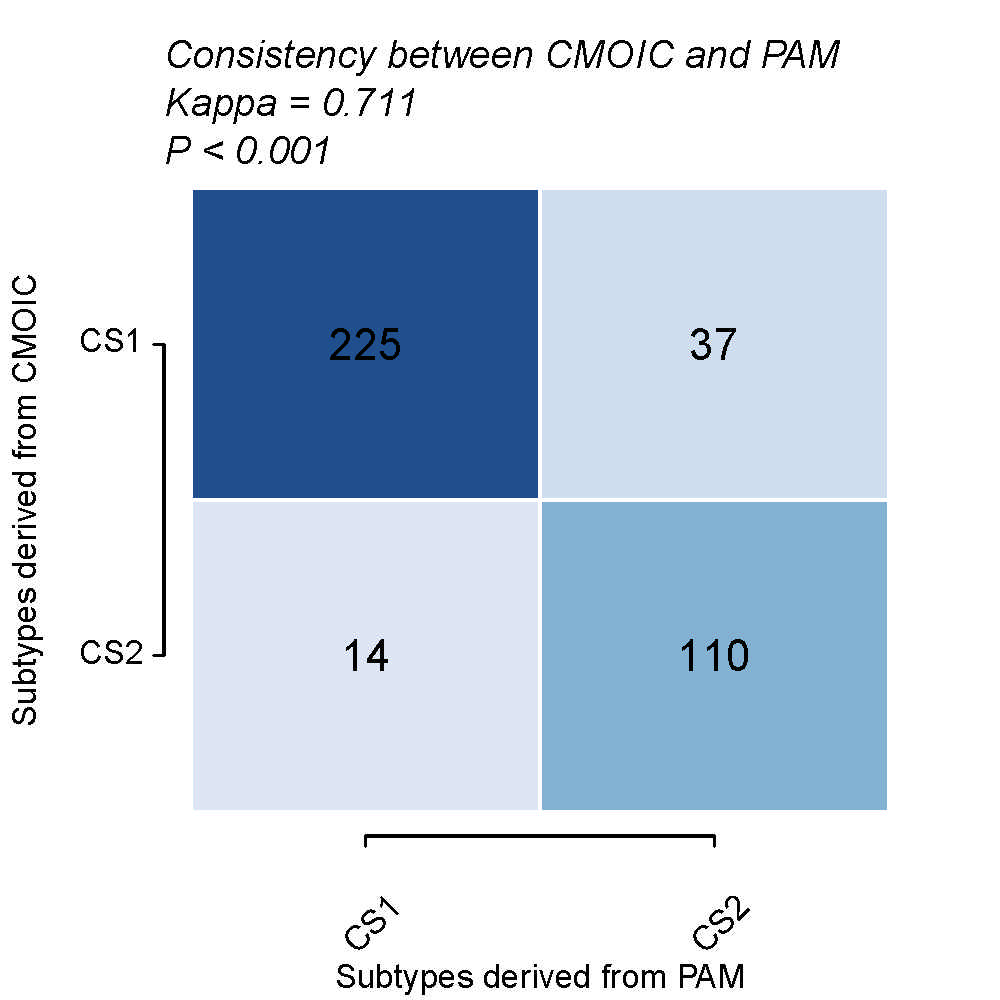 Consistency between CMOIC and PAM
Kappa = 0.711
P < 0.001
Subtypes derived from CMOIC
CS1
225
37
CS2
14
110
CS1
CS2
Subtypes derived from PAM